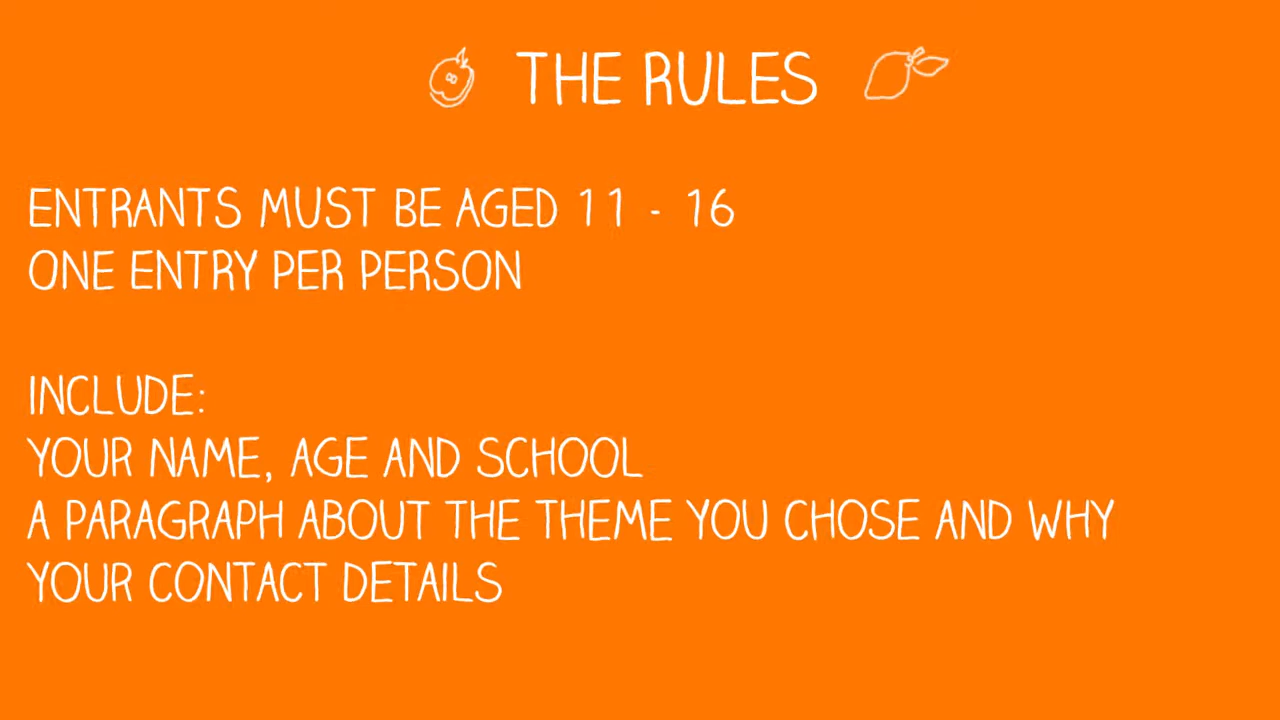 THE RULES
ENTRANTS MUST BE AGED 11 - 16
ONE ENTRY PER PERSON
INCLUDE:
YOUR NAME, AGE AND SCHOOL
A PARAGRAPH ABOUT THE THEME YOU CHOSE AND WHY
YOUR CONTACT DETAILS